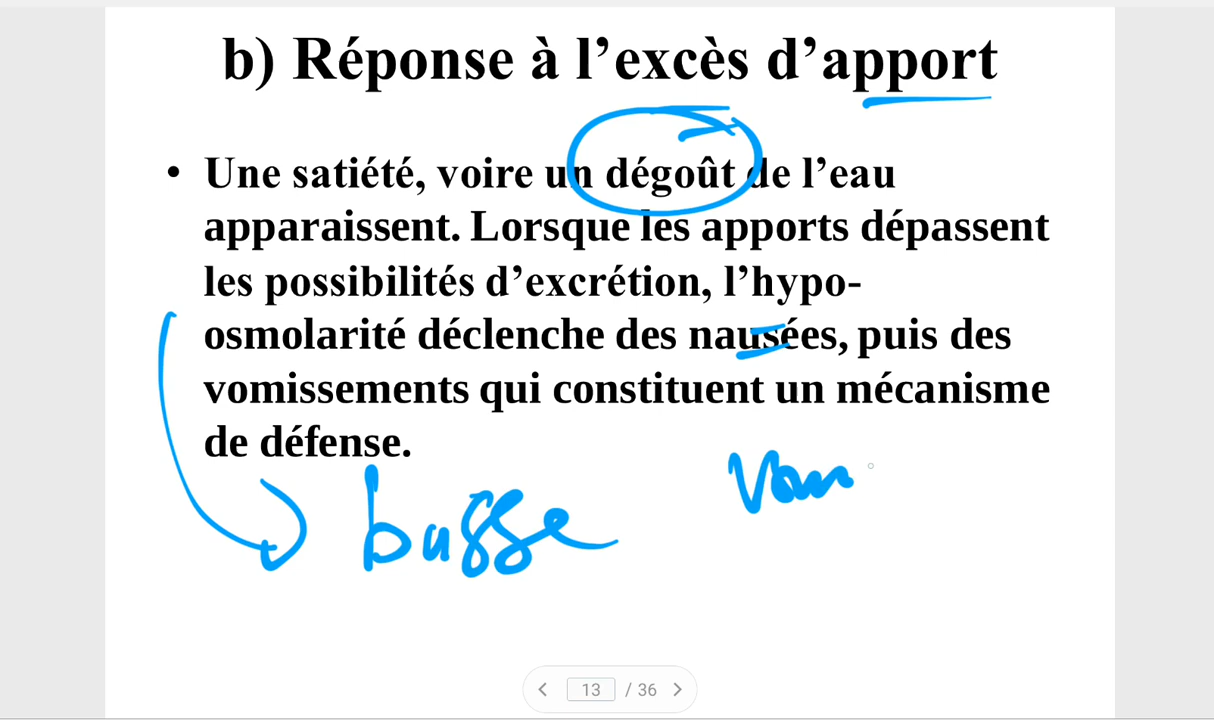 b) Réponse à l’excès d’apport
• Une satiété, voire un dégoût de l’eau
apparaissent. Lorsque les apports dépassent
les possibilités d’excrétion, l’hypo-
osmolarité déclenche des nausées, puis des
vomissements qui constituent un mécanisme
de défense.
Vom
13 / 36